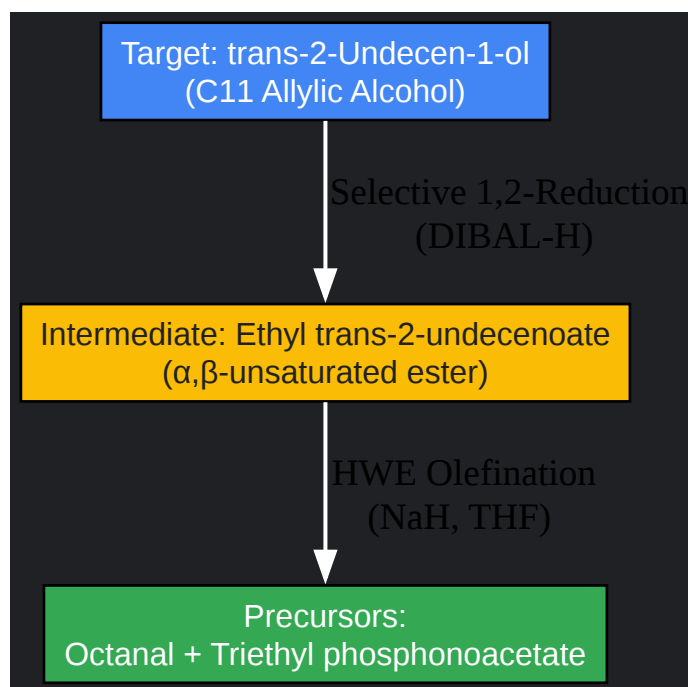 Target: trans-2-Undecen-1-ol
(C11 Allylic Alcohol)
Selective 1,2-Reduction
(DIBAL-H)
Intermediate: Ethyl trans-2-undecenoate
(α,β-unsaturated ester)
HWE Olefination
(NaH, THF)
Precursors:
Octanal + Triethyl phosphonoacetate